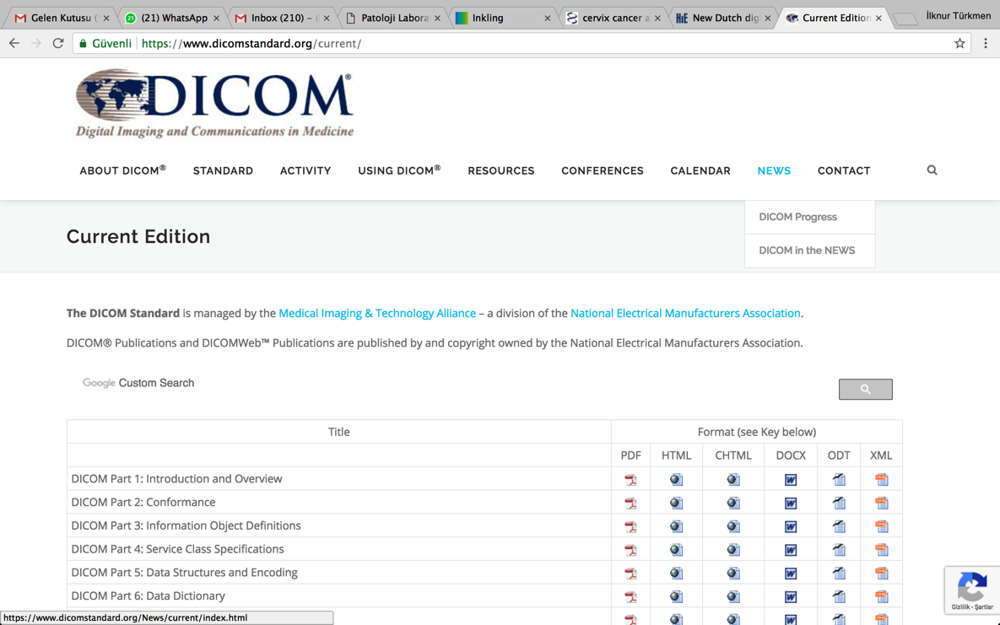 Gelen Kutusu (
(21) WhatsApp
Inbox (210) – il
Patoloji Labora
Inkling
cervix cancer a
New Dutch dig
Current Edition
İlknur Türkmen
Güvenli
https://www.dicomstandard.org/current/
DICOM®
Digital Imaging and Communications in Medicine
ABOUT DICOM® STANDARD ACTIVITY USING DICOM® RESOURCES CONFERENCES CALENDAR NEWS CONTACT
DICOM Progress
DICOM in the NEWS
Current Edition
The DICOM Standard is managed by the Medical Imaging & Technology Alliance – a division of the National Electrical Manufacturers Association.
DICOM® Publications and DICOMWeb™ Publications are published by and copyright owned by the National Electrical Manufacturers Association.
Google Custom Search
Title Format (see Key below)
PDF HTML CHTML DOCX ODT XML
DICOM Part 1: Introduction and Overview
DICOM Part 2: Conformance
DICOM Part 3: Information Object Definitions
DICOM Part 4: Service Class Specifications
DICOM Part 5: Data Structures and Encoding
DICOM Part 6: Data Dictionary
Gizlilik - Şartlar
https://www.dicomstandard.org/News/current/index.html